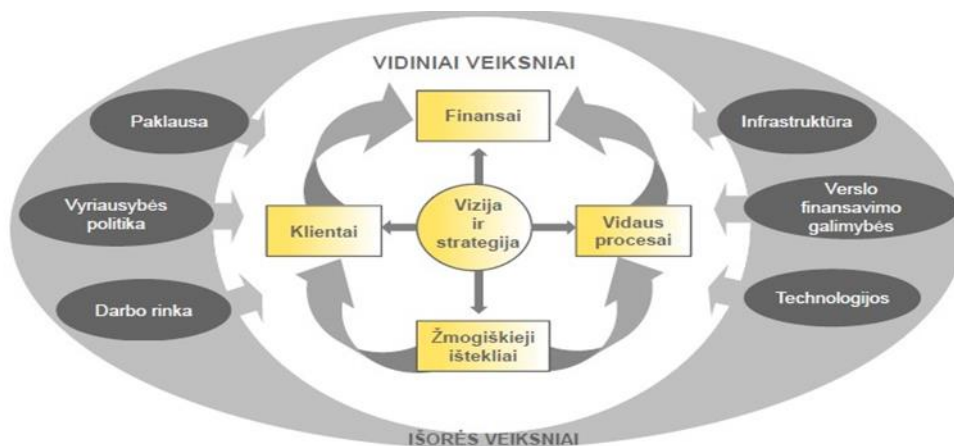 VIDINIAI VEIKSNIAI
Paklausa
Finansai
Infrastruktūra
Vyriausybės
politika
Klientai
Vizija
ir
strategija
Vidaus
procesai
Verslo
finansavimo
galimybės
Darbo rinka
Žmogiškieji
ištekliai
Technologijos
IŠORĖS VEIKSNIAI